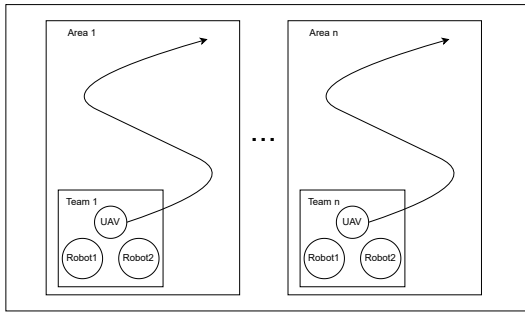 Area 1
Area n
...
Team 1
Team n
UAV
UAV
Robot1
Robot2
Robot1
Robot2